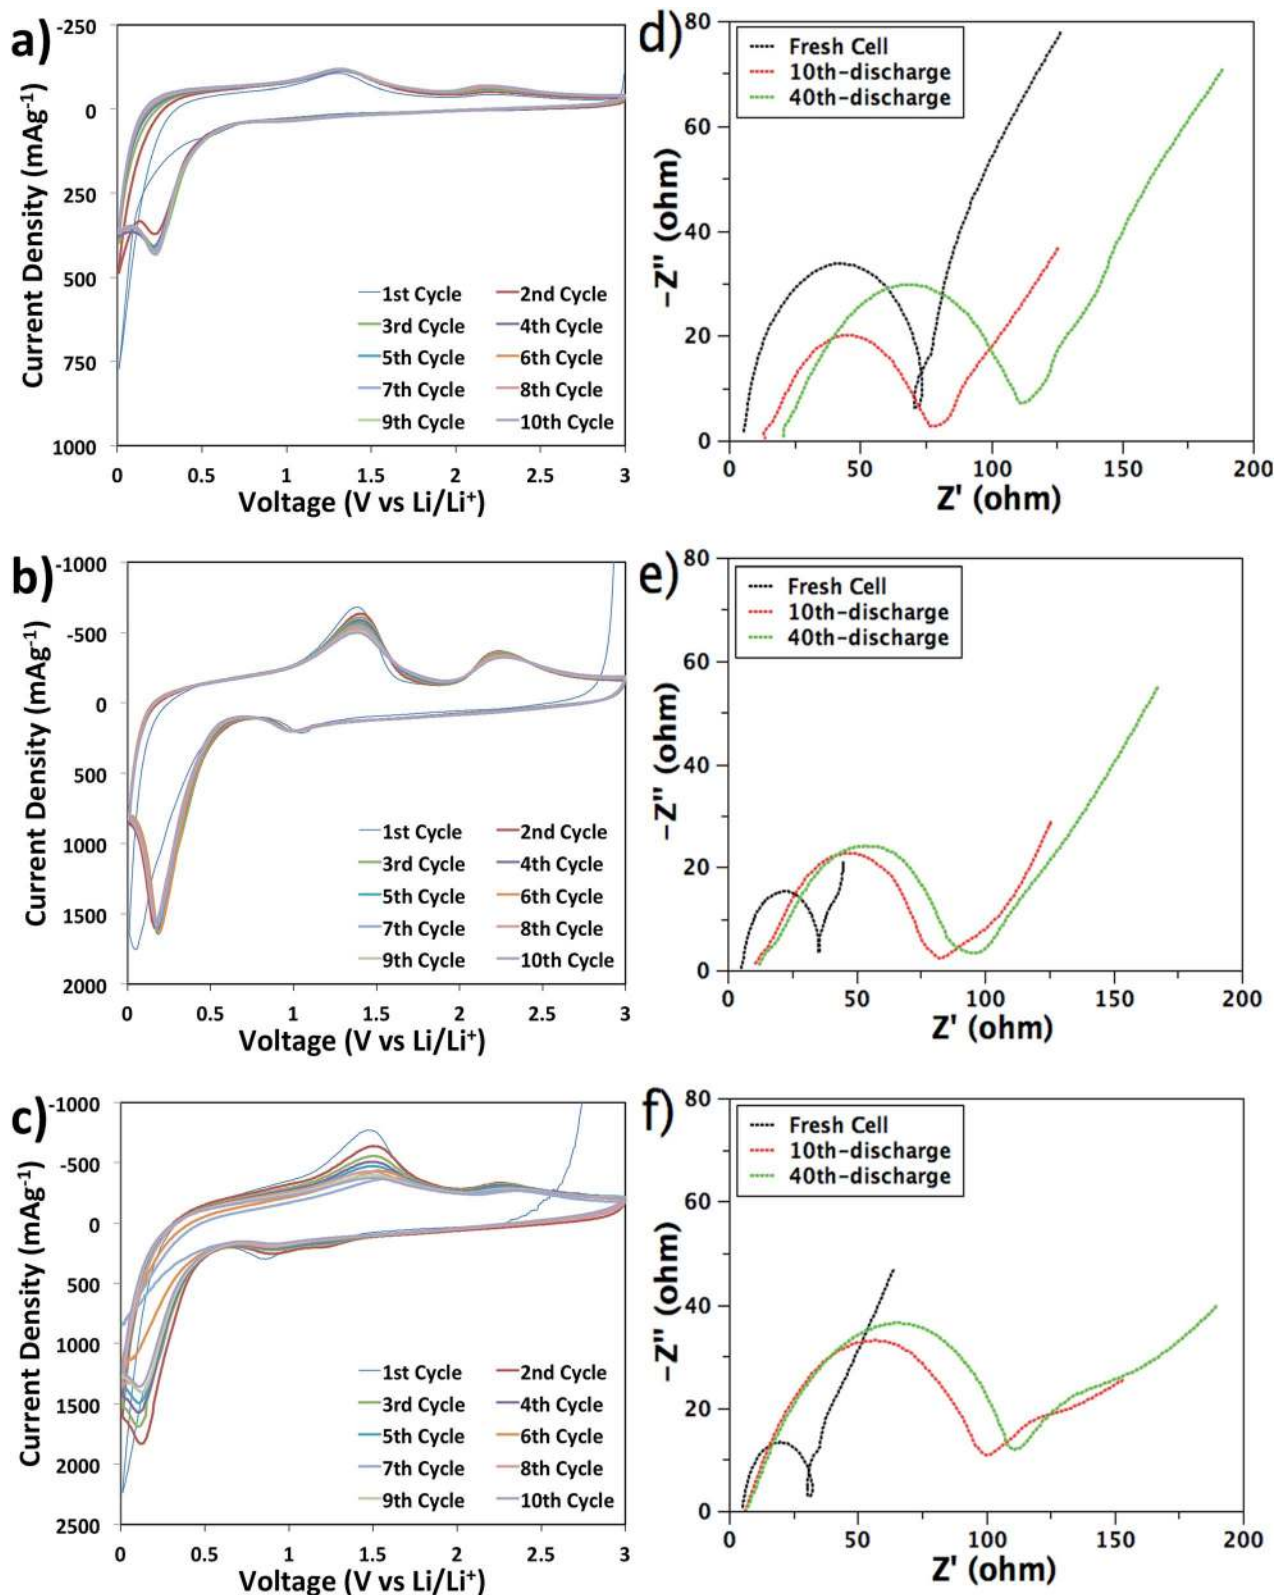 a)
-250
0
250
500
750
1000
Current Density (mAg⁻¹)
1st Cycle 2nd Cycle
3rd Cycle 4th Cycle
5th Cycle 6th Cycle
7th Cycle 8th Cycle
9th Cycle 10th Cycle
0 0.5 1 1.5 2 2.5 3
Voltage (V vs Li/Li⁺)
d)
80
60
40
20
0
-Z'' (ohm)
Fresh Cell
10th-discharge
40th-discharge
0 50 100 150 200
Z' (ohm)
b)
-1000
-500
0
500
1000
1500
2000
Current Density (mAg⁻¹)
1st Cycle 2nd Cycle
3rd Cycle 4th Cycle
5th Cycle 6th Cycle
7th Cycle 8th Cycle
9th Cycle 10th Cycle
0 0.5 1 1.5 2 2.5 3
Voltage (V vs Li/Li⁺)
e)
80
60
40
20
0
-Z'' (ohm)
Fresh Cell
10th-discharge
40th-discharge
0 50 100 150 200
Z' (ohm)
c)
-1000
-500
0
500
1000
1500
2000
2500
Current Density (mAg⁻¹)
1st Cycle 2nd Cycle
3rd Cycle 4th Cycle
5th Cycle 6th Cycle
7th Cycle 8th Cycle
9th Cycle 10th Cycle
0 0.5 1 1.5 2 2.5 3
Voltage (V vs Li/Li⁺)
f)
80
60
40
20
0
-Z'' (ohm)
Fresh Cell
10th-discharge
40th-discharge
0 50 100 150 200
Z' (ohm)